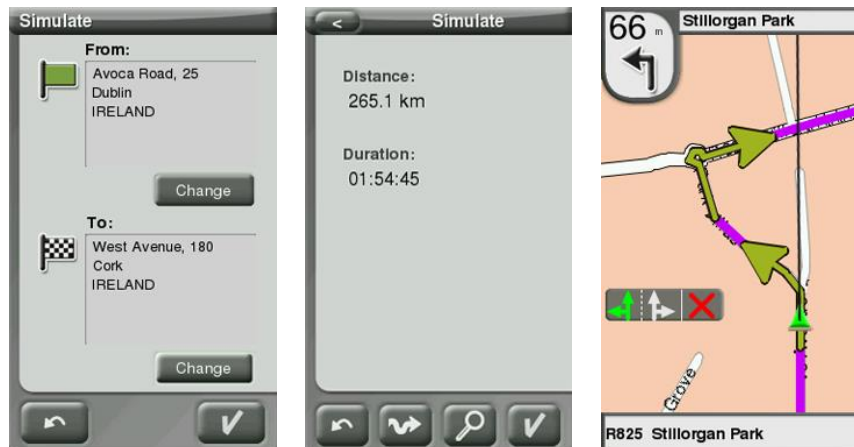 Simulate
From:
Avoca Road, 25
Dublin
IRELAND
Change
To:
West Avenue, 180
Cork
IRELAND
Change
<
Simulate
Distance:
265.1 km
Duration:
01:54:45
66 m
Stillorgan Park
Grove
R825 Stillorgan Park